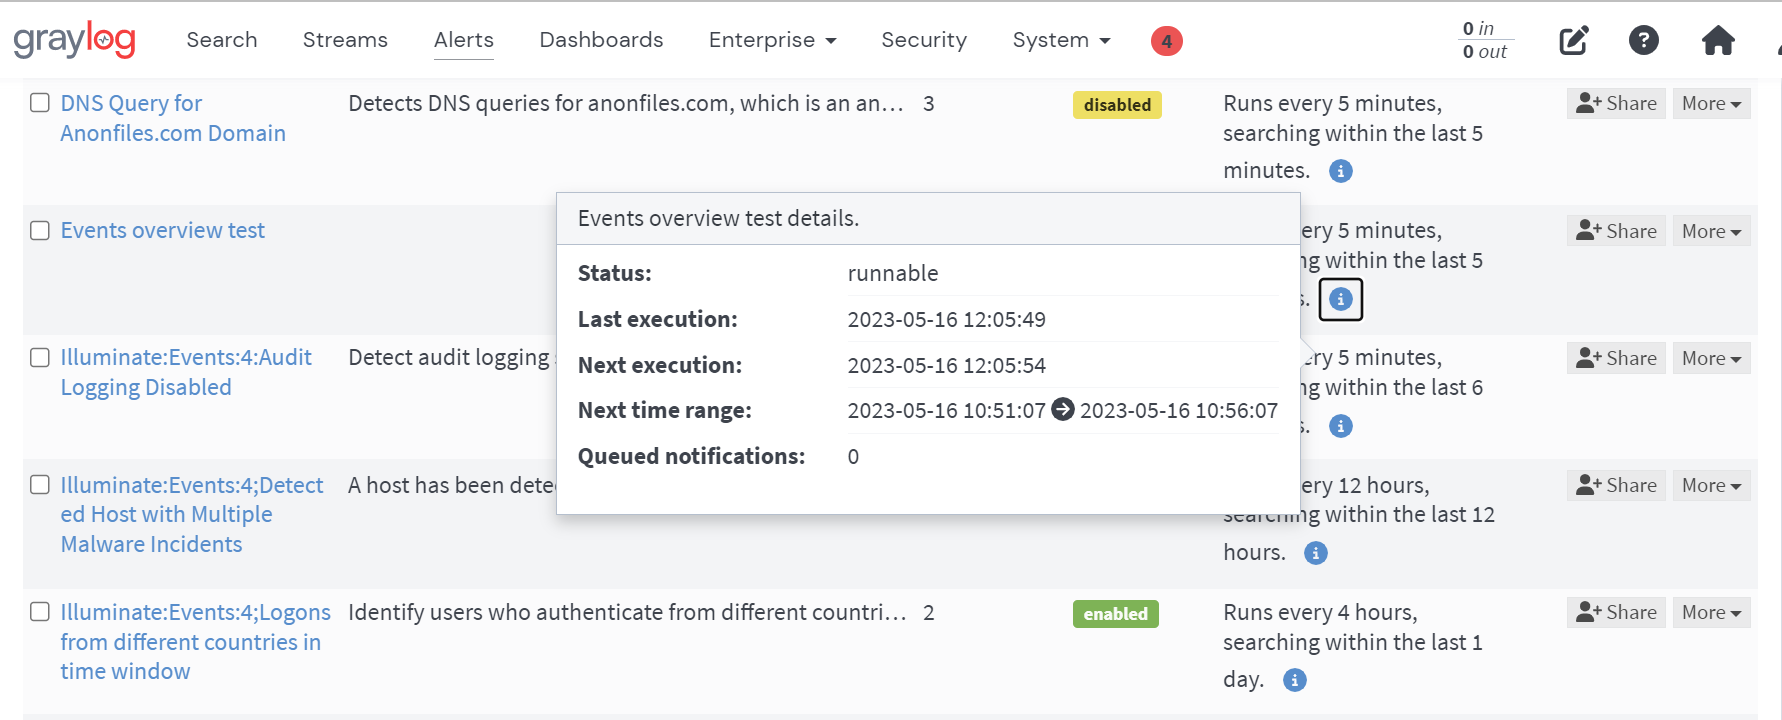 graylog Search Streams Alerts Dashboards Enterprise Security System 4 0 in
0 out
DNS Query for Anonfiles.com Domain
Detects DNS queries for anonfiles.com, which is an an… 3 disabled
Runs every 5 minutes,
searching within the last 5
minutes.
Share More
Events overview test
ery 5 minutes,
ng within the last 5
s.
Share More
Events overview test details.
Status: runnable
Last execution: 2023-05-16 12:05:49
Next execution: 2023-05-16 12:05:54
Next time range: 2023-05-16 10:51:07 2023-05-16 10:56:07
Queued notifications: 0
Illuminate:Events:4:Audit
Logging Disabled
Detect audit logging
ery 5 minutes,
ng within the last 6
s.
Share More
Illuminate:Events:4;Detect
ed Host with Multiple
Malware Incidents
A host has been dete
ery 12 hours,
searching within the last 12
hours.
Share More
Illuminate:Events:4;Logons
from different countries in
time window
Identify users who authenticate from different countri… 2 enabled
Runs every 4 hours,
searching within the last 1
day.
Share More